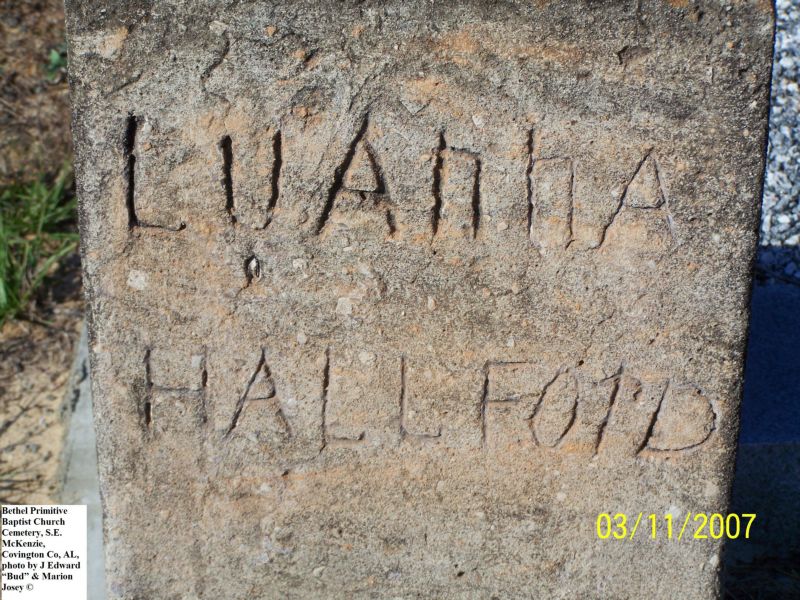 LUAnnA
HALLFOrD
03/11/2007
Bethel Primitive
Baptist Church
Cemetery, S.E.
McKenzie,
Covington Co, AL,
photo by J Edward
"Bud" & Marion
Josey ©